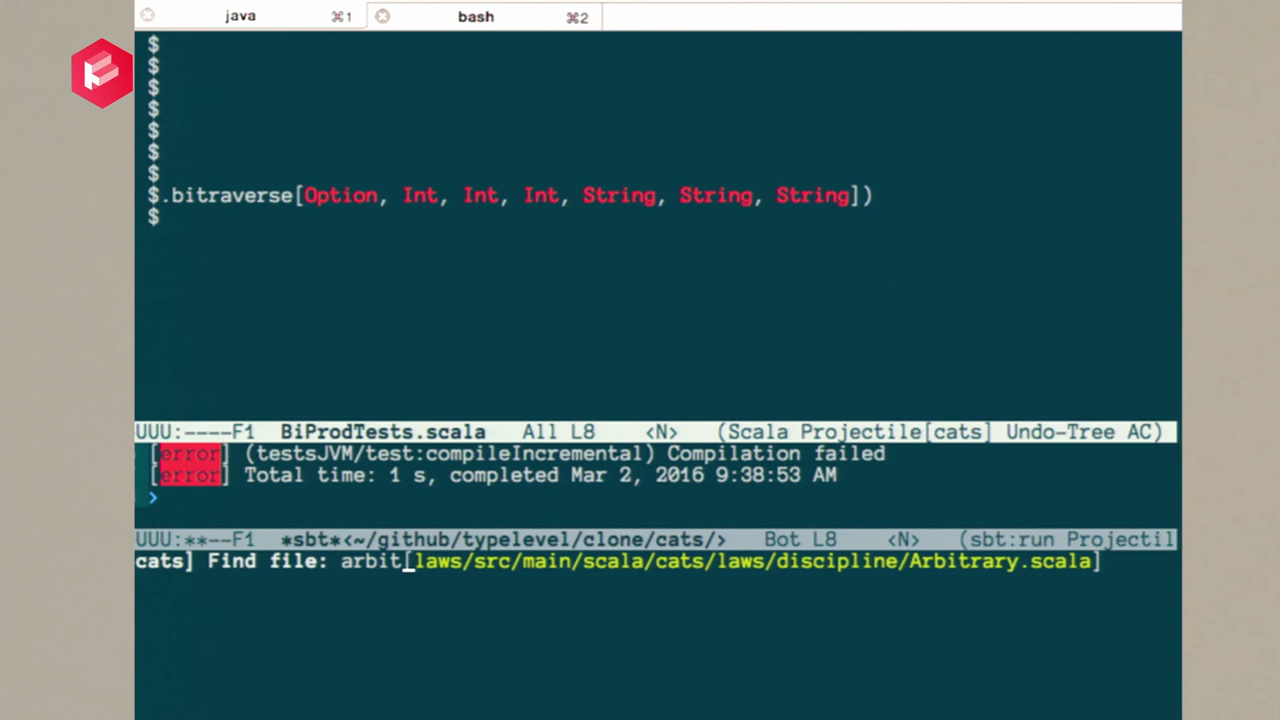 java ⌘1 bash ⌘2
$
$
$
$
$
$
$
$.bitraverse[Option, Int, Int, Int, String, String, String])
$
UUU:----F1 BiProdTests.scala All L8 <N> (Scala Projectile[cats] Undo-Tree AC)
[error] (testsJVM/test:compileIncremental) Compilation failed
[error] Total time: 1 s, completed Mar 2, 2016 9:38:53 AM
>
UUU:**--F1 *sbt*<~/github/typelevel/clone/cats/> Bot L8 <N> (sbt:run Projectil
cats] Find file: arbit[laws/src/main/scala/cats/laws/discipline/Arbitrary.scala]